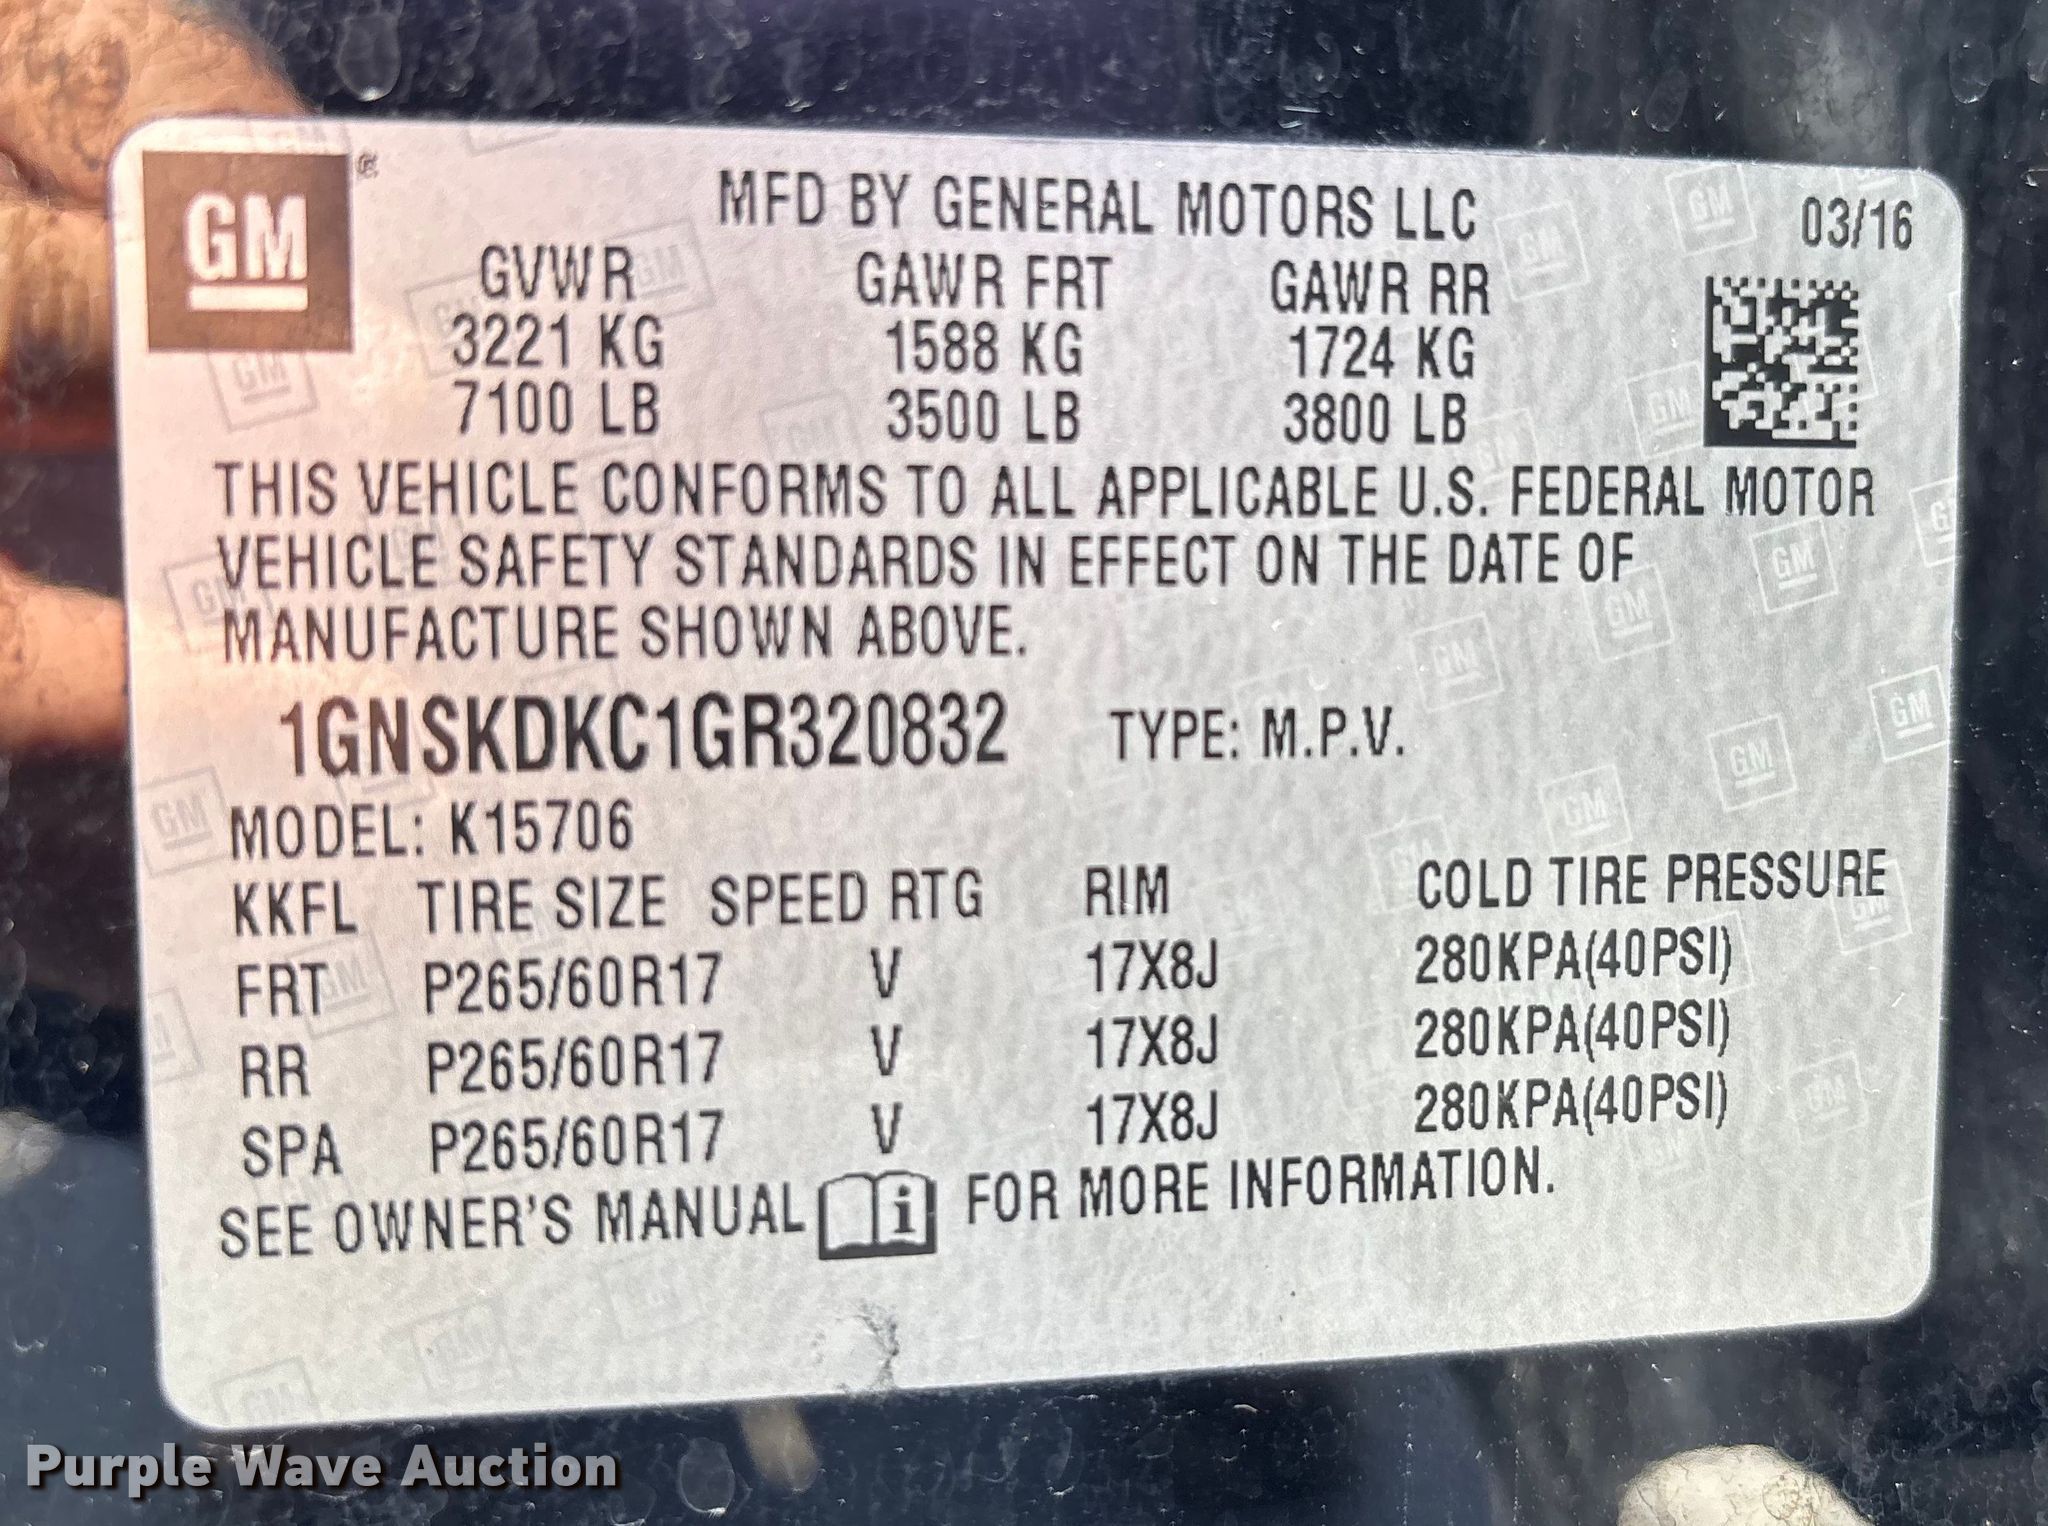 GM
MFD BY GENERAL MOTORS LLC 03/16
GVWR GAWR FRT GAWR RR
3221 KG 1588 KG 1724 KG
7100 LB 3500 LB 3800 LB
THIS VEHICLE CONFORMS TO ALL APPLICABLE U.S. FEDERAL MOTOR
VEHICLE SAFETY STANDARDS IN EFFECT ON THE DATE OF
MANUFACTURE SHOWN ABOVE.
1GNSKDKC1GR320832 TYPE: M.P.V.
MODEL: K15706
KKFL TIRE SIZE SPEED RTG RIM COLD TIRE PRESSURE
FRT P265/60R17 V 17X8J 280KPA(40PSI)
RR P265/60R17 V 17X8J 280KPA(40PSI)
SPA P265/60R17 V 17X8J 280KPA(40PSI)
SEE OWNER'S MANUAL i FOR MORE INFORMATION.
Purple Wave Auction